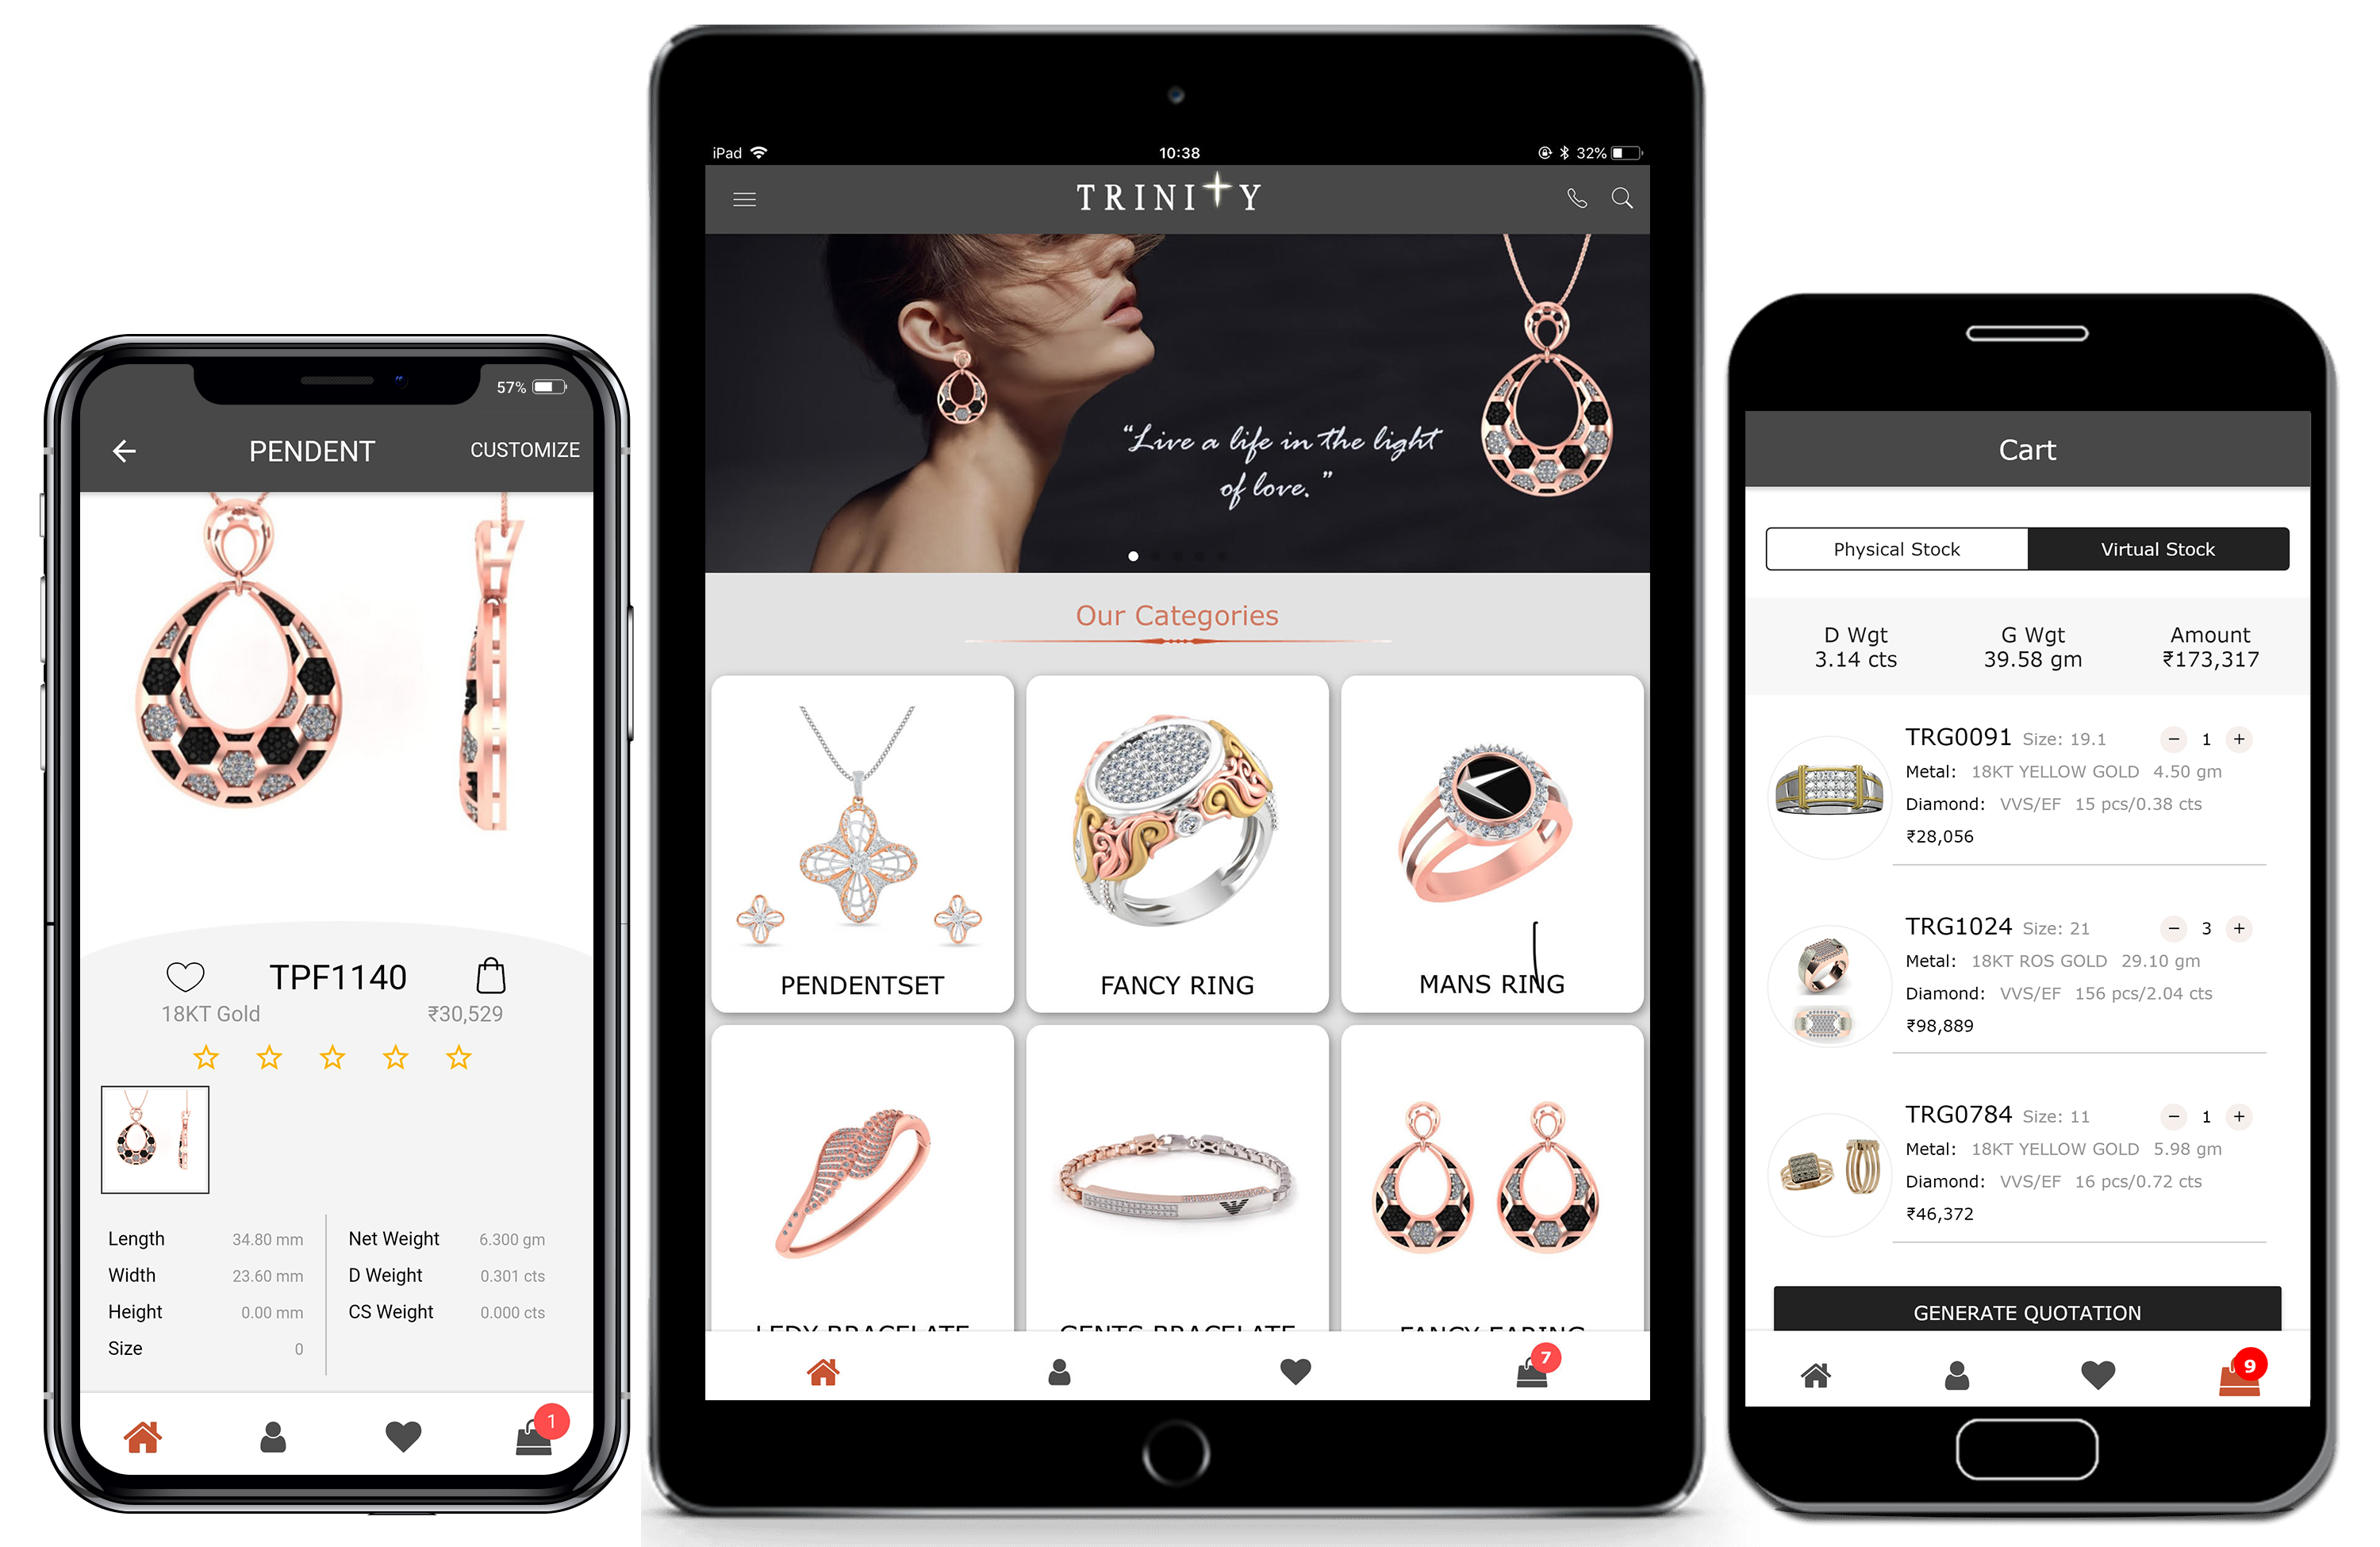 57%
PENDENT
CUSTOMIZE
TPF1140
18KT Gold
₹30,529
Length 34.80 mm
Width 23.60 mm
Height 0.00 mm
Size 0
Net Weight 6.300 gm
D Weight 0.301 cts
CS Weight 0.000 cts
1
iPad
10:38
32%
TRINITY
“Live a life in the light
of love.”
Our Categories
PENDENTSET
FANCY RING
MANS RING
LEDY BRACELATE
GENTS BRACELATE
FANCY EARING
7
Cart
Physical Stock
Virtual Stock
D Wgt
3.14 cts
G Wgt
39.58 gm
Amount
₹173,317
TRG0091 Size: 19.1
− 1 +
Metal: 18KT YELLOW GOLD 4.50 gm
Diamond: VVS/EF 15 pcs/0.38 cts
₹28,056
TRG1024 Size: 21
− 3 +
Metal: 18KT ROS GOLD 29.10 gm
Diamond: VVS/EF 156 pcs/2.04 cts
₹98,889
TRG0784 Size: 11
− 1 +
Metal: 18KT YELLOW GOLD 5.98 gm
Diamond: VVS/EF 16 pcs/0.72 cts
₹46,372
GENERATE QUOTATION
9